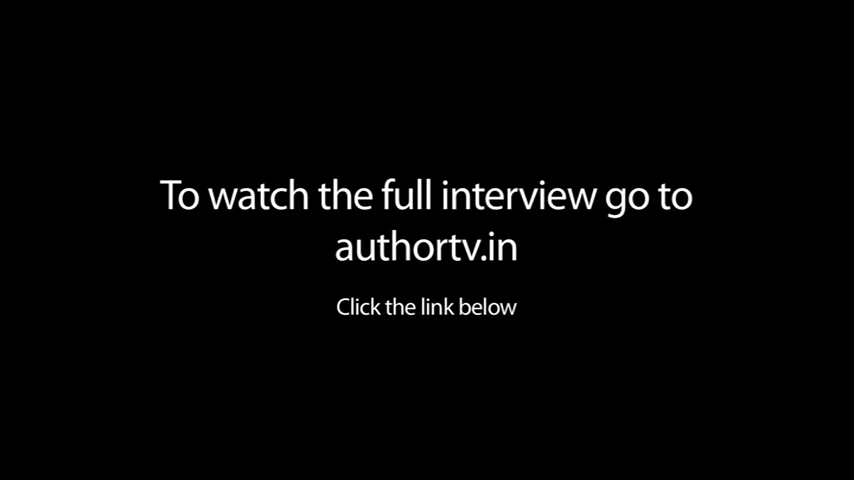 To watch the full interview go to
authortv.in
Click the link below